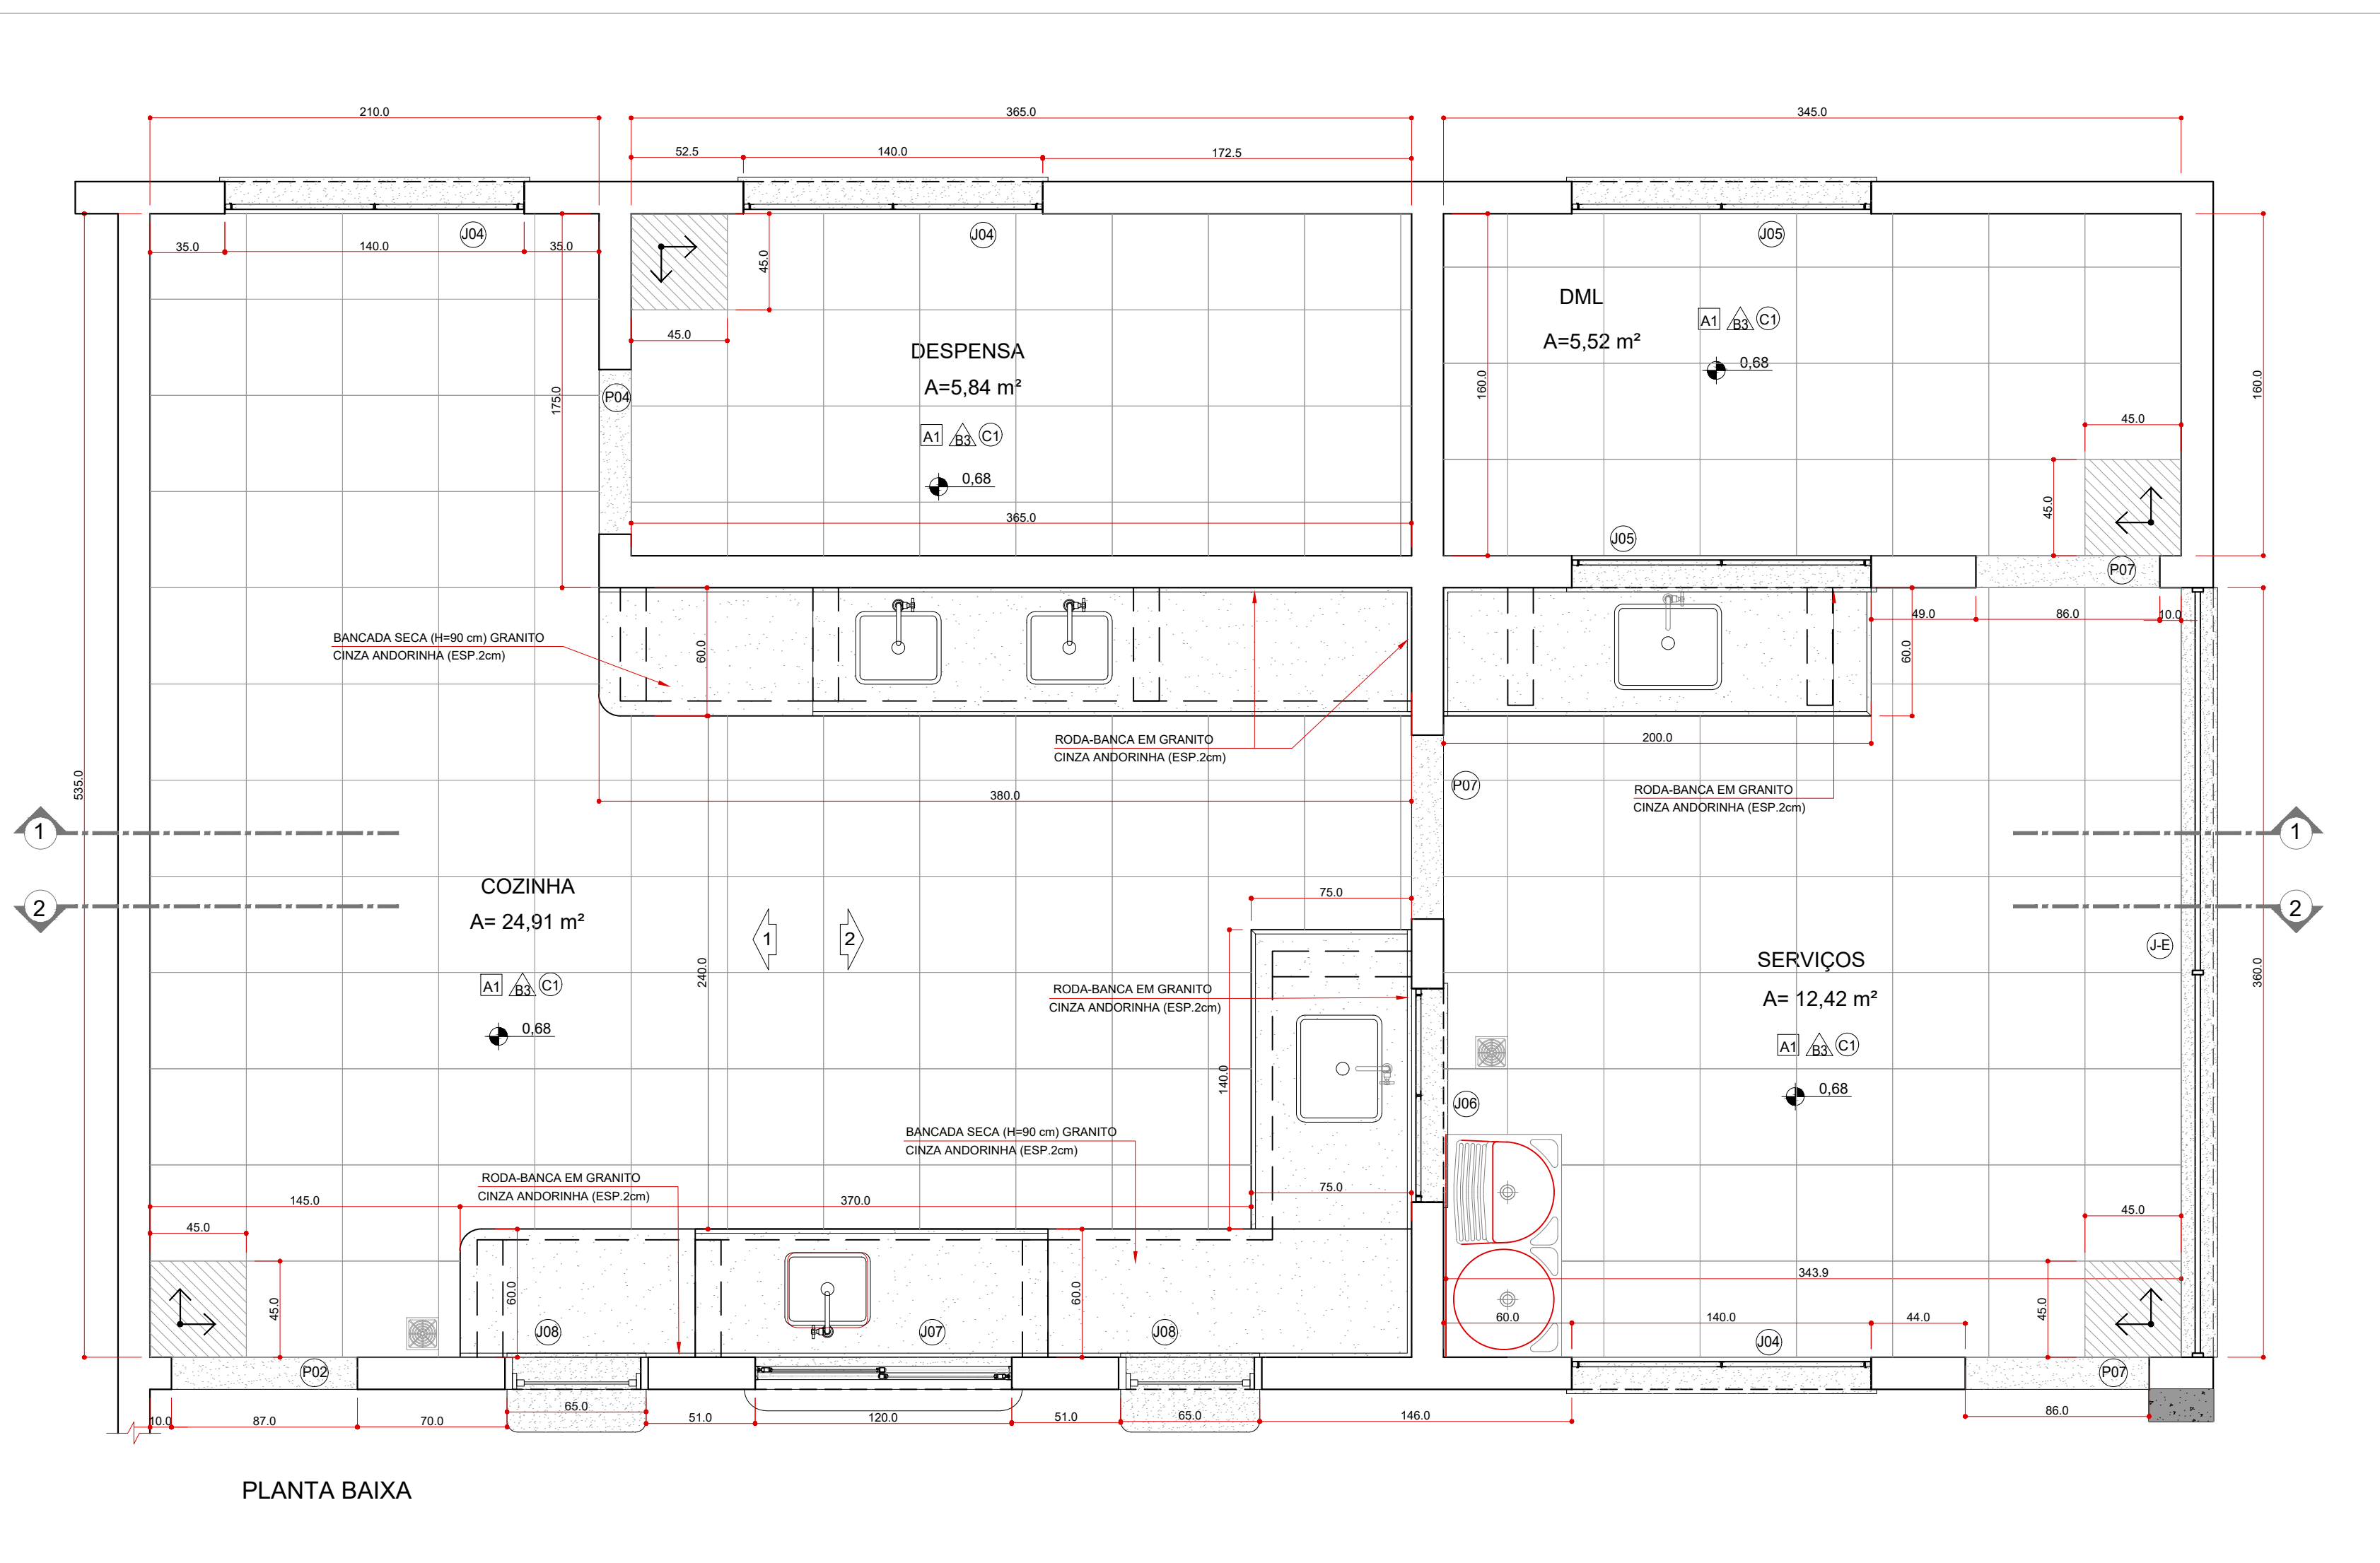 210.0
365.0
345.0
52.5
140.0
172.5
35.0
140.0
35.0
J04
J04
J05
45.0
45.0
DESPENSA
A=5,84 m²
A1 B3 C1
0,68
DML
A=5,52 m²
A1 B3 C1
0,68
160.0
160.0
175.0
P04
45.0
45.0
365.0
J05
P07
49.0
86.0
10.0
BANCADA SECA (H=90 cm) GRANITO
CINZA ANDORINHA (ESP.2cm)
60.0
60.0
RODA-BANCA EM GRANITO
CINZA ANDORINHA (ESP.2cm)
200.0
535.0
380.0
P07
RODA-BANCA EM GRANITO
CINZA ANDORINHA (ESP.2cm)
1
1
2
2
COZINHA
A= 24,91 m²
A1 B3 C1
0,68
1
2
240.0
75.0
RODA-BANCA EM GRANITO
CINZA ANDORINHA (ESP.2cm)
140.0
SERVIÇOS
A= 12,42 m²
A1 B3 C1
0,68
J-E
360.0
J06
BANCADA SECA (H=90 cm) GRANITO
CINZA ANDORINHA (ESP.2cm)
RODA-BANCA EM GRANITO
CINZA ANDORINHA (ESP.2cm)
145.0
370.0
75.0
45.0
45.0
45.0
45.0
343.9
60.0
60.0
60.0
140.0
44.0
J08
J07
J08
J04
P02
P07
10.0
87.0
70.0
65.0
51.0
120.0
51.0
65.0
146.0
86.0
PLANTA BAIXA